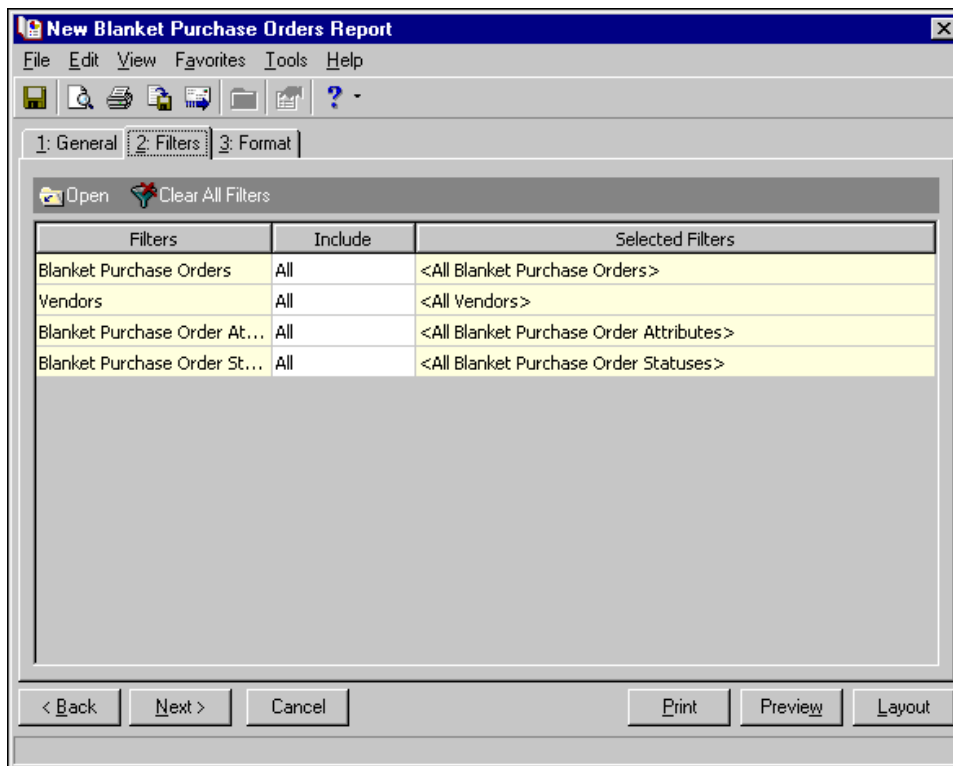 New Blanket Purchase Orders Report
File Edit View Favorites Tools Help
1: General 2: Filters 3: Format
Open Clear All Filters
Filters Include Selected Filters
Blanket Purchase Orders All <All Blanket Purchase Orders>
Vendors All <All Vendors>
Blanket Purchase Order At... All <All Blanket Purchase Order Attributes>
Blanket Purchase Order St... All <All Blanket Purchase Order Statuses>
< Back Next > Cancel Print Preview Layout